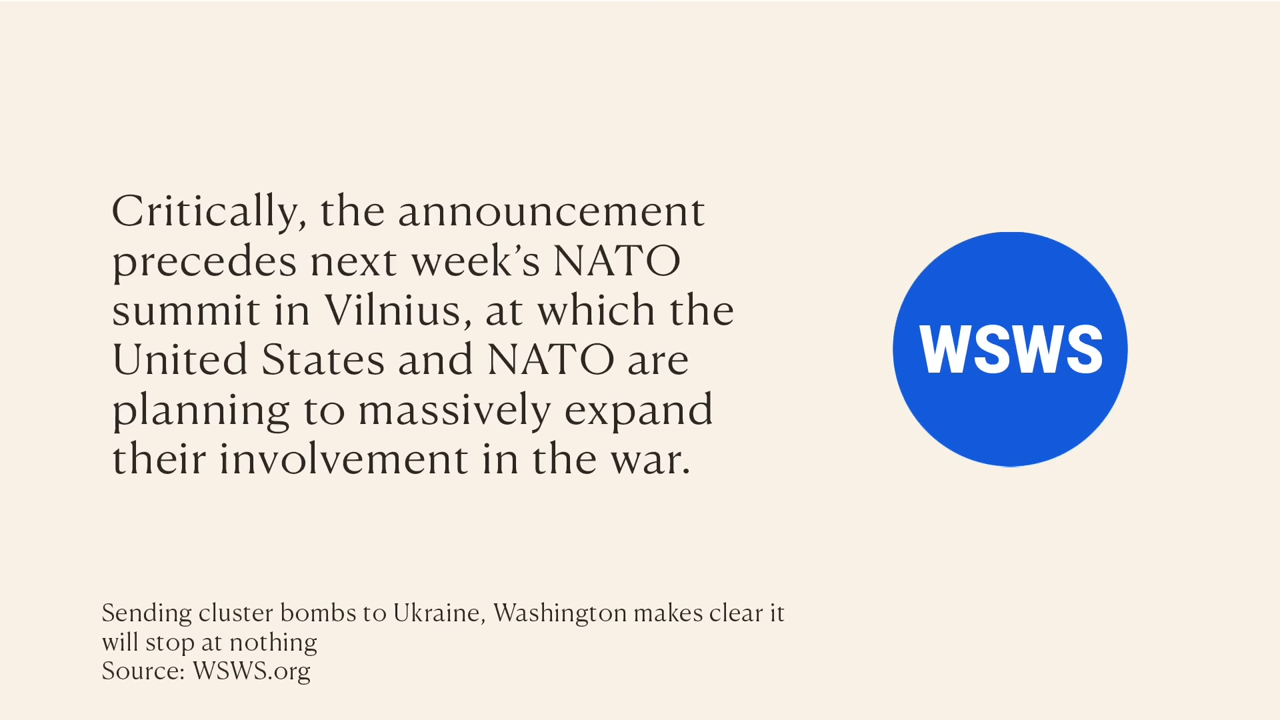 Critically, the announcement
precedes next week’s NATO
summit in Vilnius, at which the
United States and NATO are
planning to massively expand
their involvement in the war.
WSWS
Sending cluster bombs to Ukraine, Washington makes clear it
will stop at nothing
Source: WSWS.org